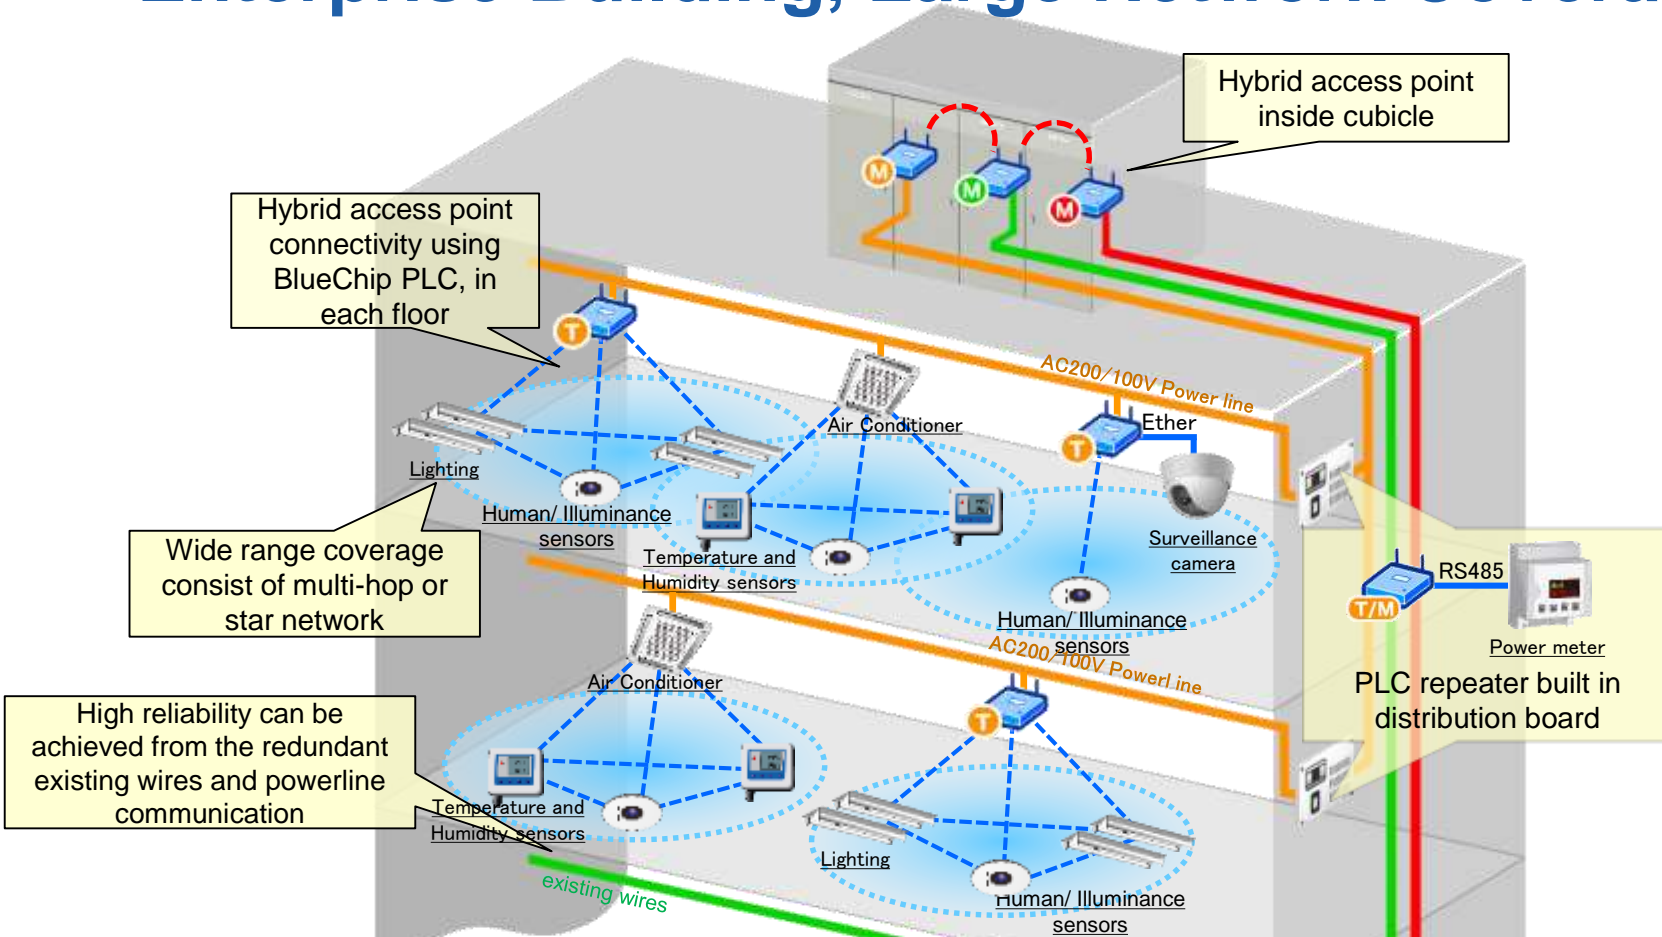 Enterprise Building, Large Network
Hybrid access point
inside cubicle
M
M
M
Hybrid access point
connectivity using
BlueChip PLC, in
each floor
T
AC200/100V Power line
Air Conditioner
T
Ether
Lighting
Human/ Illuminance
sensors
Temperature and
Humidity sensors
Surveillance
camera
Human/ Illuminance
sensors
Wide range coverage
consist of multi-hop or
star network
RS485
T/M
Power meter
PLC repeater built in
distribution board
AC200/100V Powerl ine
Air Conditioner
T
High reliability can be
achieved from the redundant
existing wires and powerline
communication
Temperature and
Humidity sensors
Lighting
Human/ Illuminance
sensors
existing wires